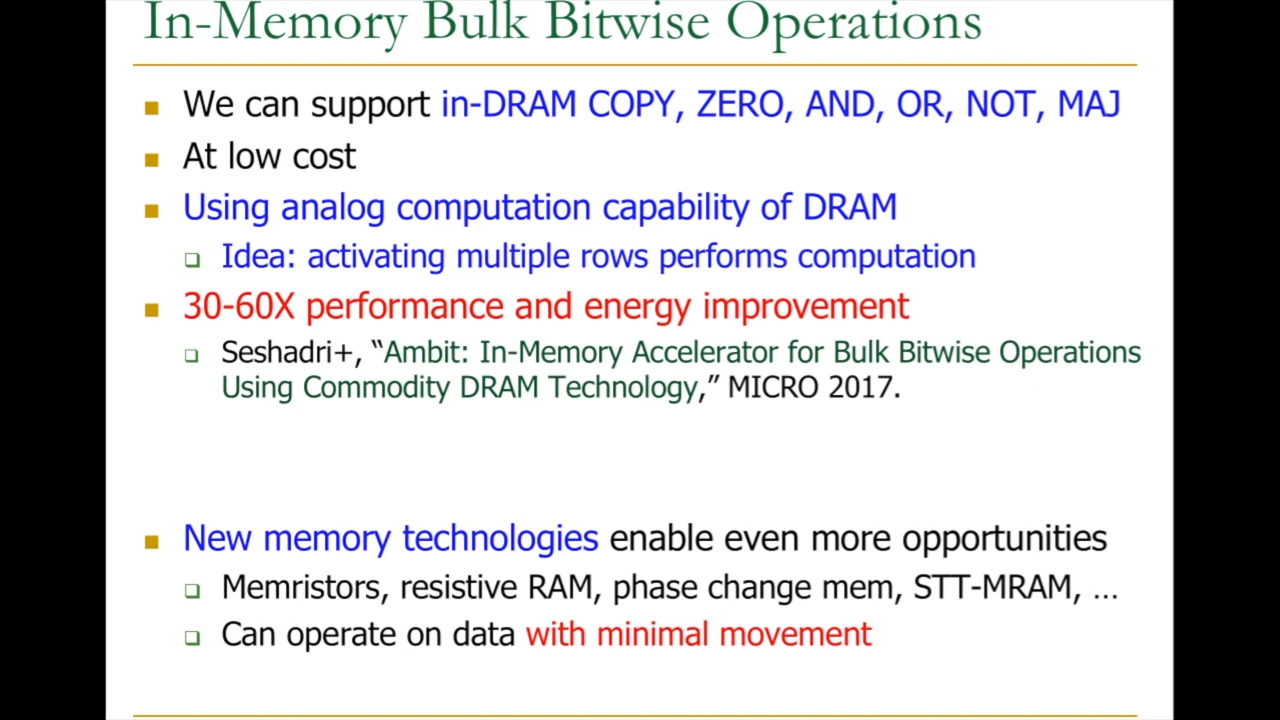 In-Memory Bulk Bitwise Operations
We can support in-DRAM COPY, ZERO, AND, OR, NOT, MAJ
At low cost
Using analog computation capability of DRAM
Idea: activating multiple rows performs computation
30-60X performance and energy improvement
Seshadri+, “Ambit: In-Memory Accelerator for Bulk Bitwise Operations
Using Commodity DRAM Technology,” MICRO 2017.
New memory technologies enable even more opportunities
Memristors, resistive RAM, phase change mem, STT-MRAM, …
Can operate on data with minimal movement